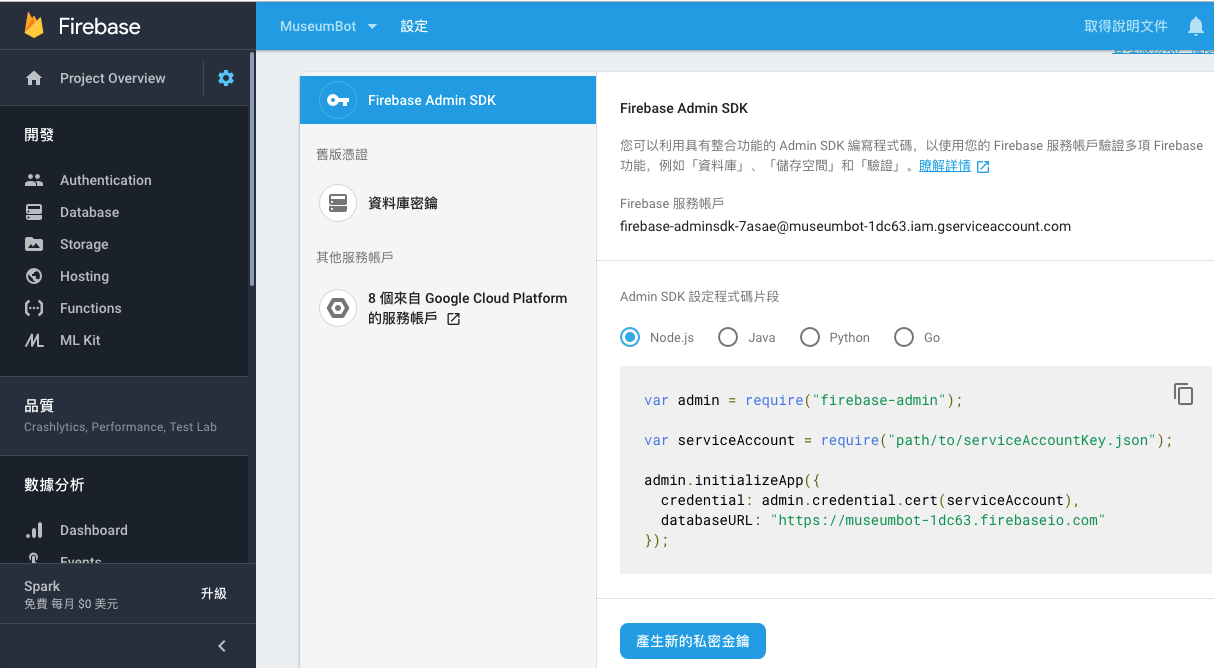 Firebase
MuseumBot
設定
取得說明文件
Project Overview
開發
Authentication
Database
Storage
Hosting
Functions
ML Kit
品質
Crashlytics, Performance, Test Lab
數據分析
Dashboard
Events
Spark
免費 每月 $0 美元
升級
Firebase Admin SDK
舊版憑證
資料庫密鑰
其他服務帳戶
8 個來自 Google Cloud Platform
的服務帳戶
Firebase Admin SDK
您可以利用具有整合功能的 Admin SDK 編寫程式碼，以使用您的 Firebase 服務帳戶驗證多項 Firebase
功能，例如「資料庫」、「儲存空間」和「驗證」。瞭解詳情
Firebase 服務帳戶
firebase-adminsdk-7asae@museumbot-1dc63.iam.gserviceaccount.com
Admin SDK 設定程式碼片段
Node.js
Java
Python
Go
var admin = require("firebase-admin");
var serviceAccount = require("path/to/serviceAccountKey.json");
admin.initializeApp({
credential: admin.credential.cert(serviceAccount),
databaseURL: "https://museumbot-1dc63.firebaseio.com"
});
產生新的私密金鑰